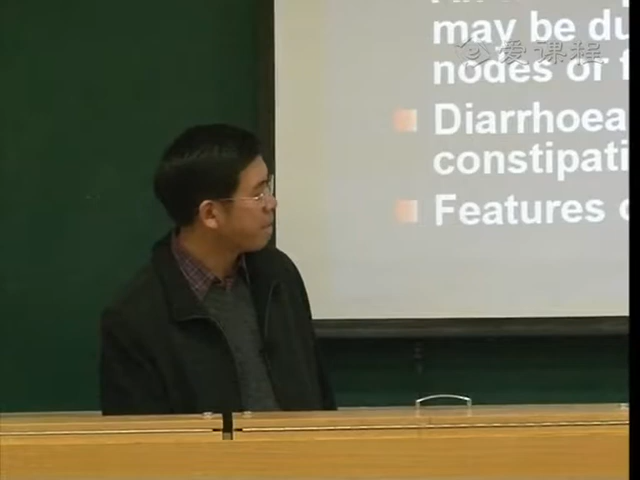 may be du
爱课程
nodes of f
Diarrhoea
constipati
Features